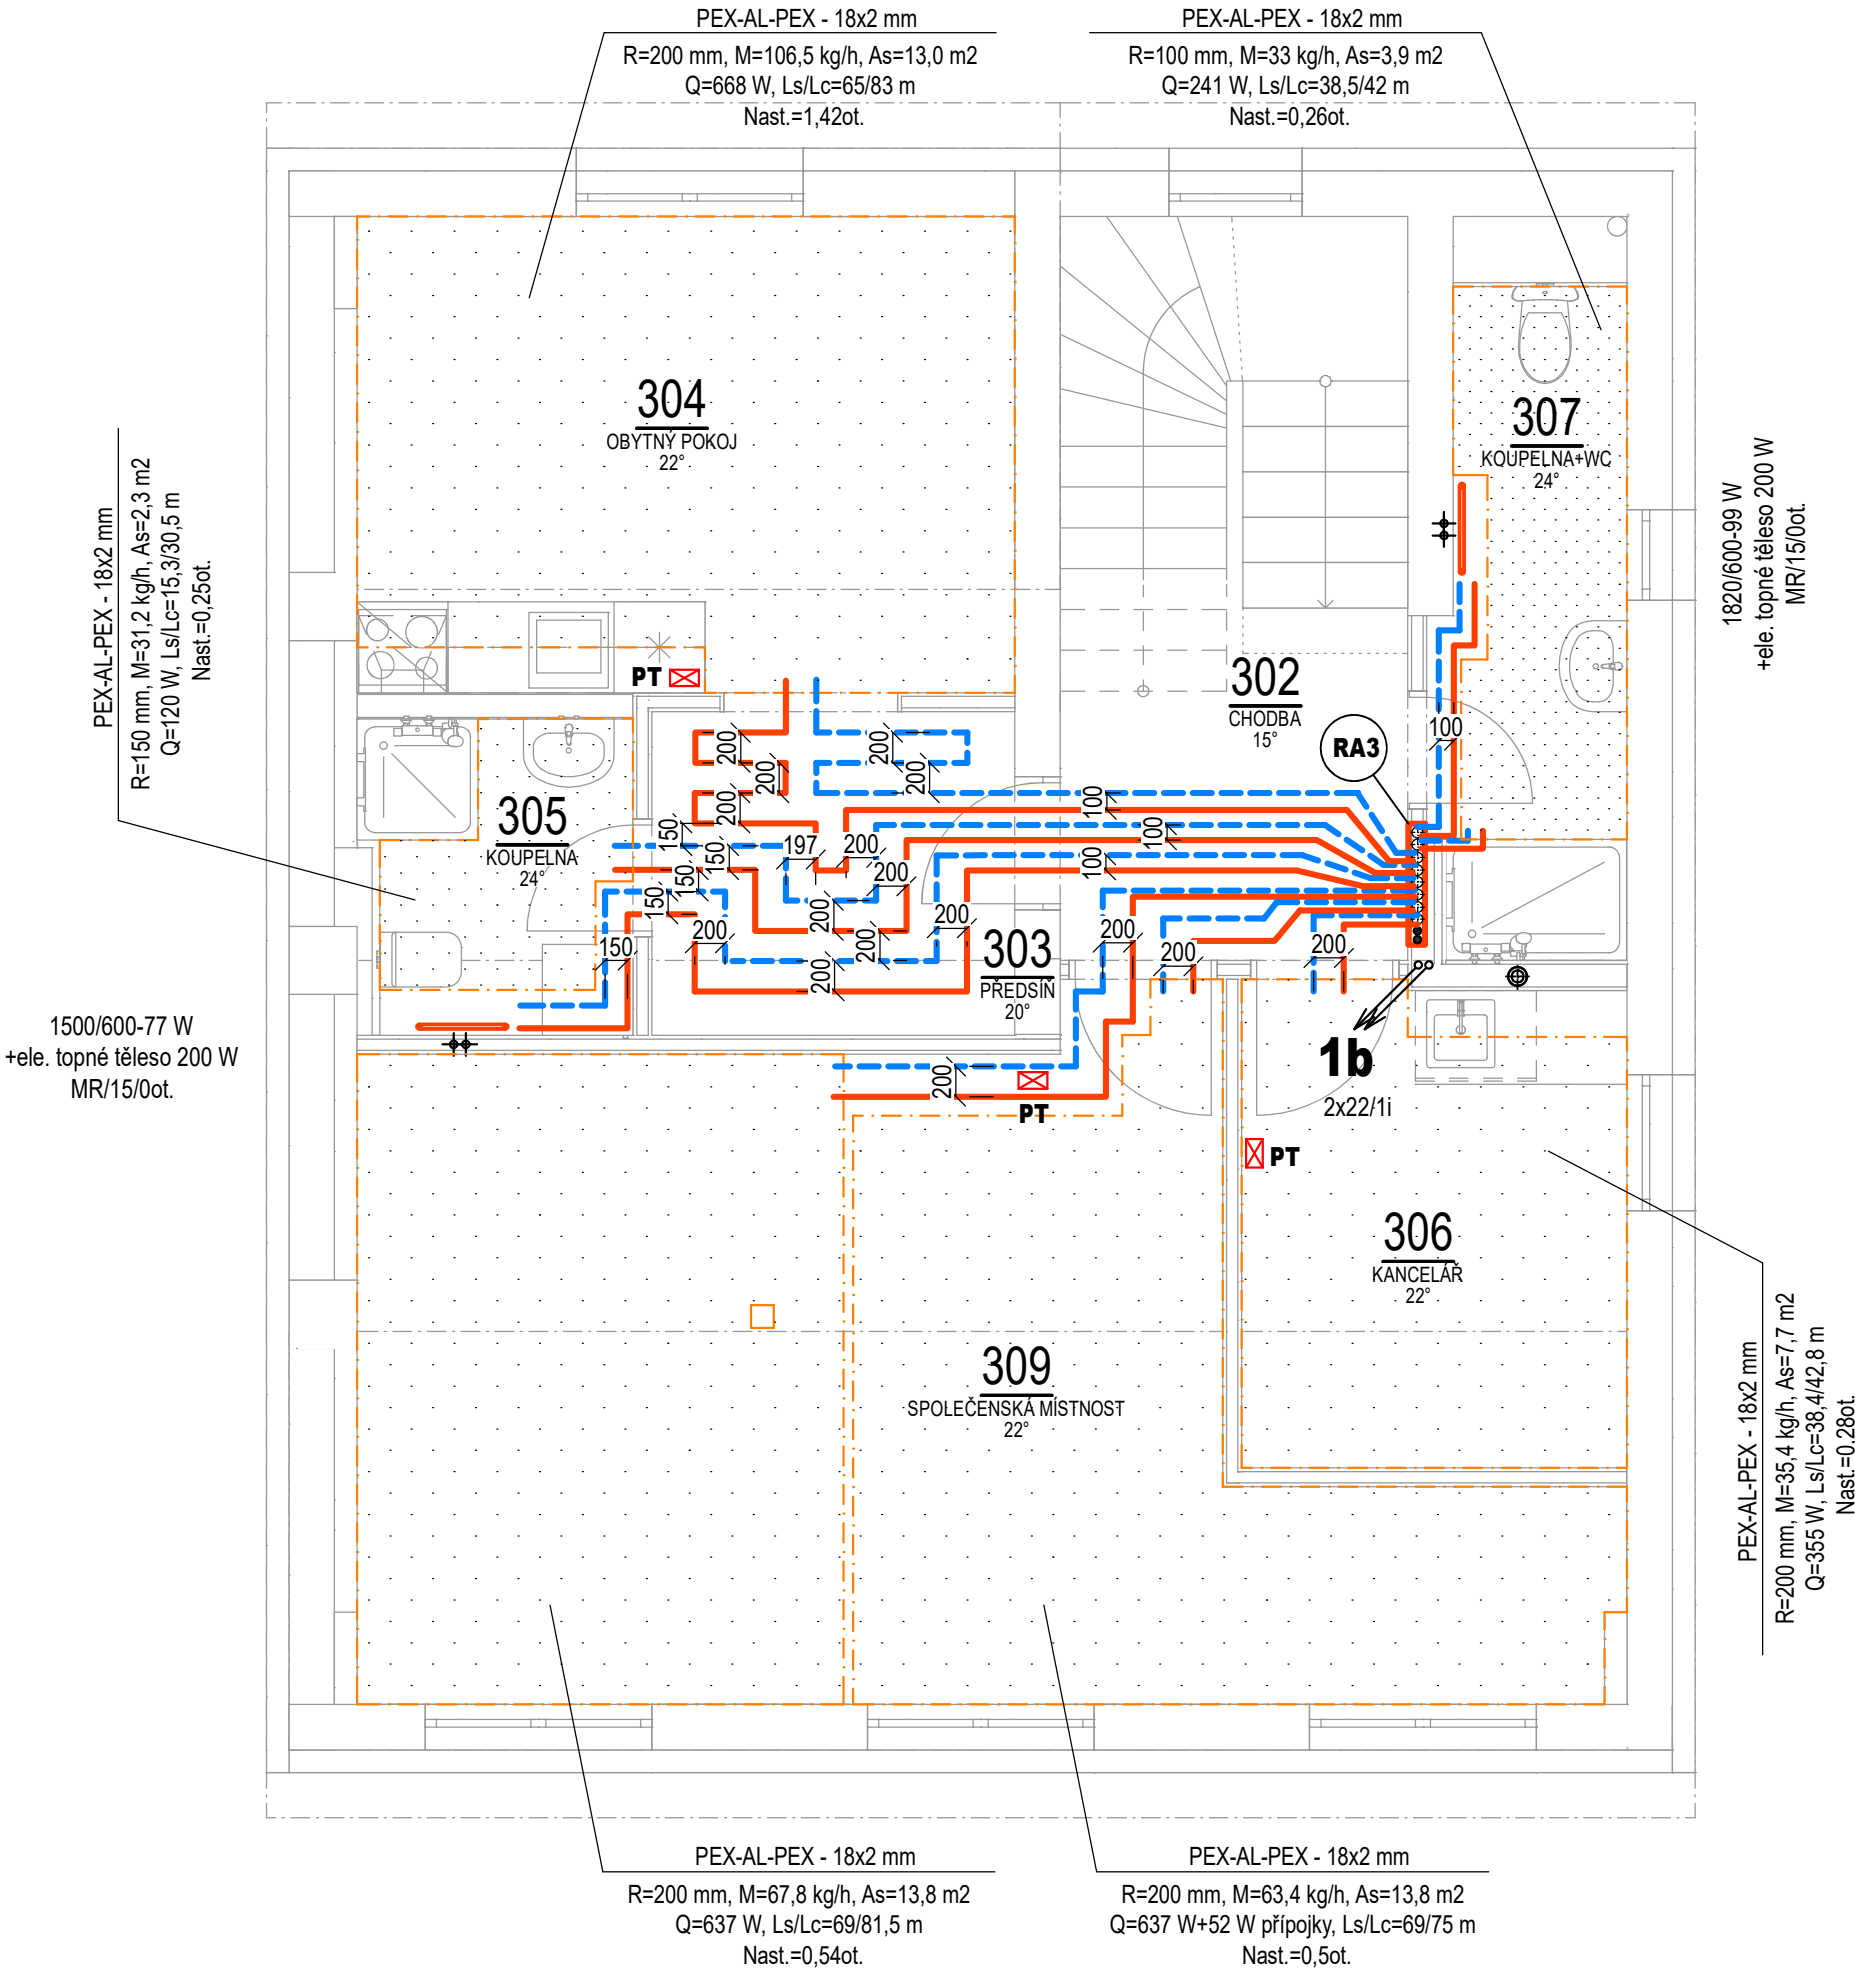 PEX-AL-PEX - 18x2 mm
R=200 mm, M=106,5 kg/h, As=13,0 m2
Q=668 W, Ls/Lc=65/83 m
Nast.=1,42ot.
PEX-AL-PEX - 18x2 mm
R=100 mm, M=33 kg/h, As=3,9 m2
Q=241 W, Ls/Lc=38,5/42 m
Nast.=0,26ot.
304
OBYTNÝ POKOJ
22°
307
KOUPELNA+WC
24°
PEX-AL-PEX - 18x2 mm
R=150 mm, M=31,2 kg/h, As=2,3 m2
Q=120 W, Ls/Lc=15,3/30,5 m
Nast.=0,25ot.
1820/600-99 W
+ele. topné těleso 200 W
MR/15/0ot.
PT
302
CHODBA
15°
RA3
100
200
200
200
200
200
305
KOUPELNA
24°
150
150
150
150
150
197
200
200
200
200
200
200
200
100
100
100
303
PŘEDSÍŇ
20°
200
200
200
1500/600-77 W
+ele. topné těleso 200 W
MR/15/0ot.
200
PT
1b
2x22/1i
PT
306
KANCELÁŘ
22°
309
SPOLEČENSKÁ MÍSTNOST
22°
PEX-AL-PEX - 18x2 mm
R=200 mm, M=35,4 kg/h, As=7,7 m2
Q=355 W, Ls/Lc=38,4/42,8 m
Nast.=0.28ot.
PEX-AL-PEX - 18x2 mm
R=200 mm, M=67,8 kg/h, As=13,8 m2
Q=637 W, Ls/Lc=69/81,5 m
Nast.=0,54ot.
PEX-AL-PEX - 18x2 mm
R=200 mm, M=63,4 kg/h, As=13,8 m2
Q=637 W+52 W přípojky, Ls/Lc=69/75 m
Nast.=0,5ot.